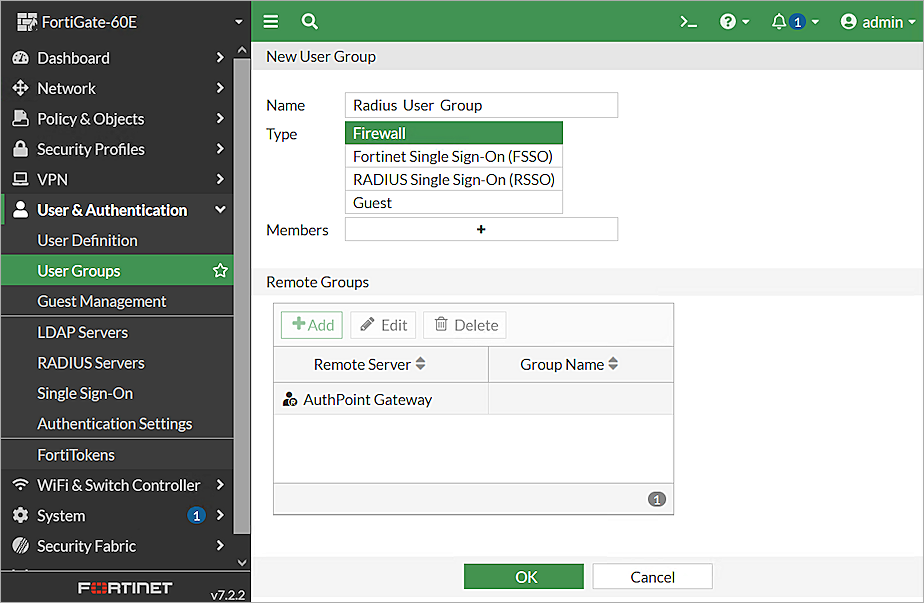 FortiGate-60E
1
admin
Dashboard
Network
Policy & Objects
Security Profiles
VPN
User & Authentication
User Definition
User Groups
Guest Management
LDAP Servers
RADIUS Servers
Single Sign-On
Authentication Settings
FortiTokens
WiFi & Switch Controller
System 1
Security Fabric
FORTINET
v7.2.2
New User Group
Name Radius User Group
Type Firewall
Fortinet Single Sign-On (FSSO)
RADIUS Single Sign-On (RSSO)
Guest
Members +
Remote Groups
+Add Edit Delete
Remote Server Group Name
AuthPoint Gateway
1
OK Cancel